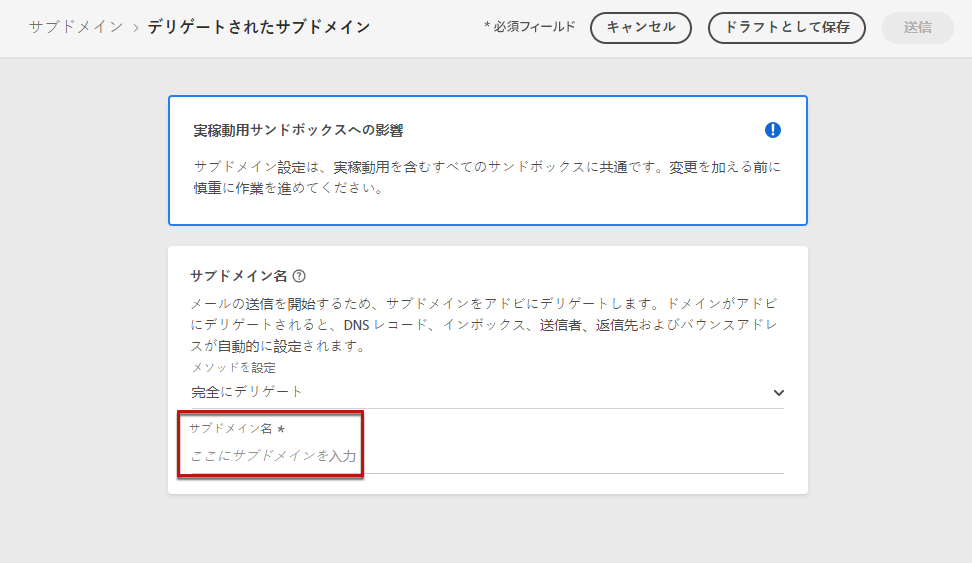 サブドメイン > デリゲートされたサブドメイン * 必須フィールド キャンセル ドラフトとして保存 送信
実稼動用サンドボックスへの影響
サブドメイン設定は、実稼動用を含むすべてのサンドボックスに共通です。変更を加える前に
慎重に作業を進めてください。
サブドメイン名
メールの送信を開始するため、サブドメインをアドビにデリゲートします。ドメインがアドビ
にデリゲートされると、DNS レコード、インボックス、送信者、返信先およびバウンスアドレ
スが自動的に設定されます。
メソッドを設定
完全にデリゲート
サブドメイン名 *
ここにサブドメインを入力